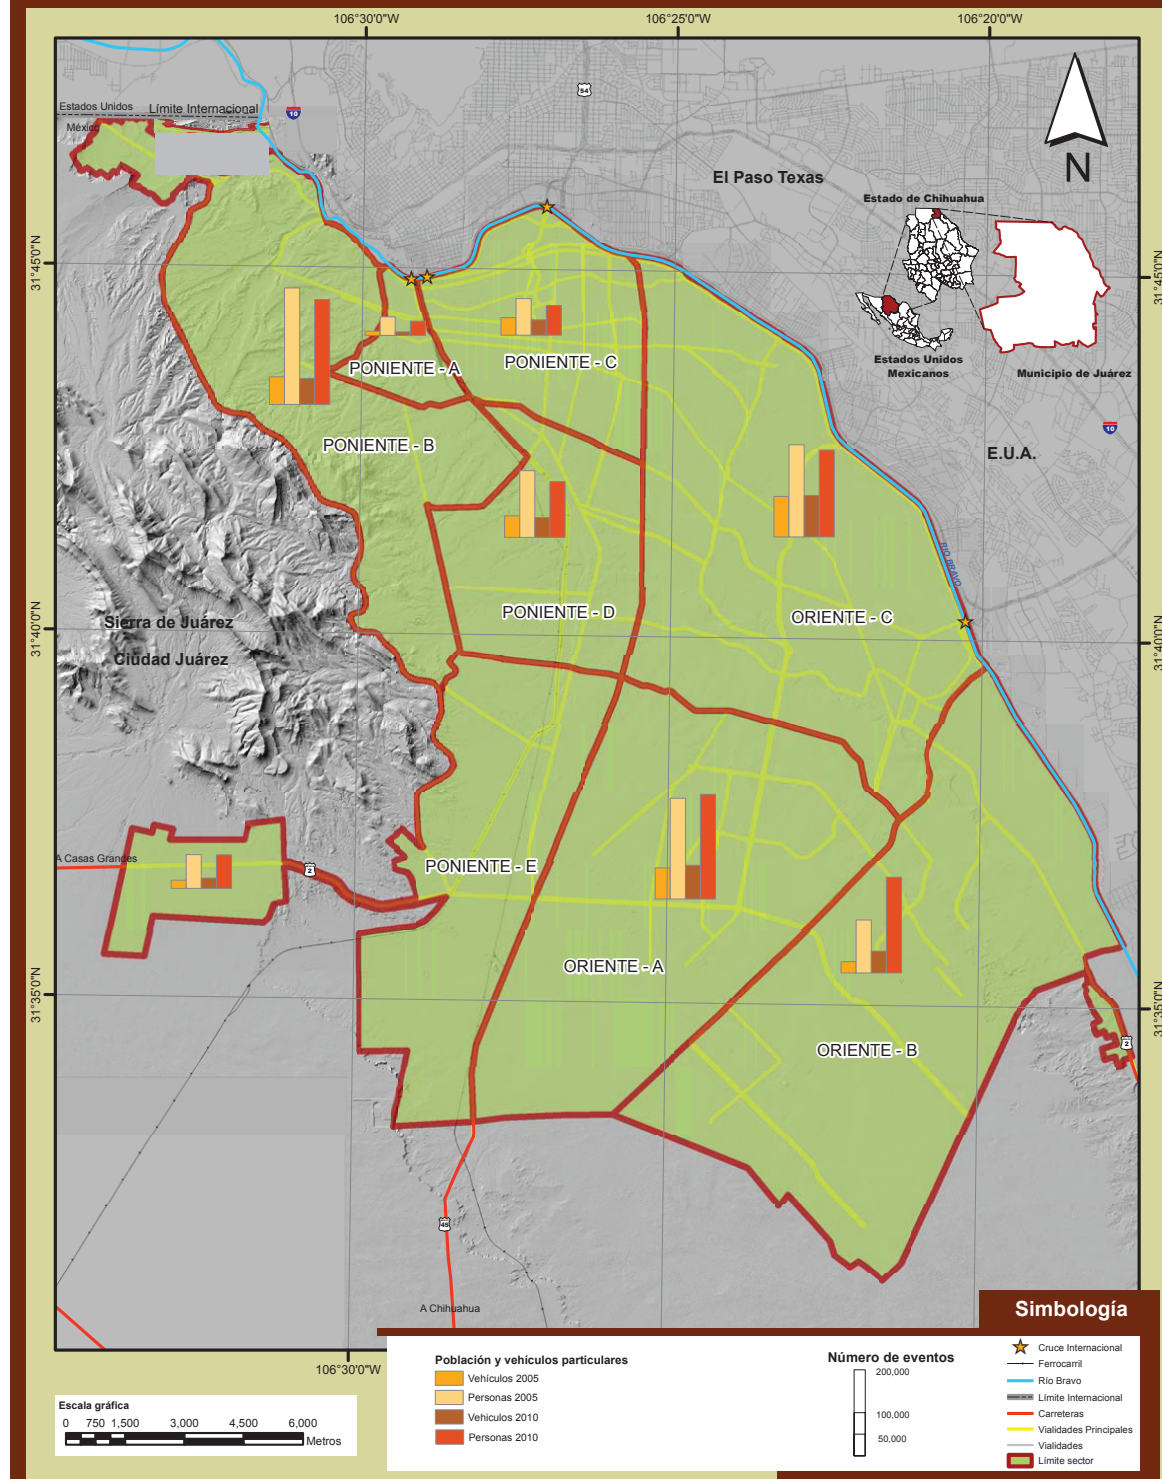 106°30'0"W
106°25'0"W
106°20'0"W
54
Estados Unidos
Límite Internacional
10
México
El Paso Texas
N
Estado de Chihuahua
31°45'0"N
31°45'0"N
Estados Unidos
Mexicanos
Municipio de Juárez
PONIENTE - A
PONIENTE - C
10
PONIENTE - B
E.U.A.
RIO BRAVO
PONIENTE - D
ORIENTE - C
31°40'0"N
31°40'0"N
Sierra de Juárez
Ciudad Juárez
A Casas Grandes
2
PONIENTE - E
ORIENTE - A
31°35'0"N
31°35'0"N
ORIENTE - B
2
45
A Chihuahua
Simbología
106°30'0"W
Población y vehículos particulares
Vehículos 2005
Personas 2005
Vehiculos 2010
Personas 2010
Número de eventos
200,000
100,000
50,000
Cruce Internacional
Ferrocarril
Río Bravo
Límite Internacional
Carreteras
Vialidades Principales
Vialidades
Límite sector
Escala gráfica
0 750 1,500 3,000 4,500 6,000
Metros